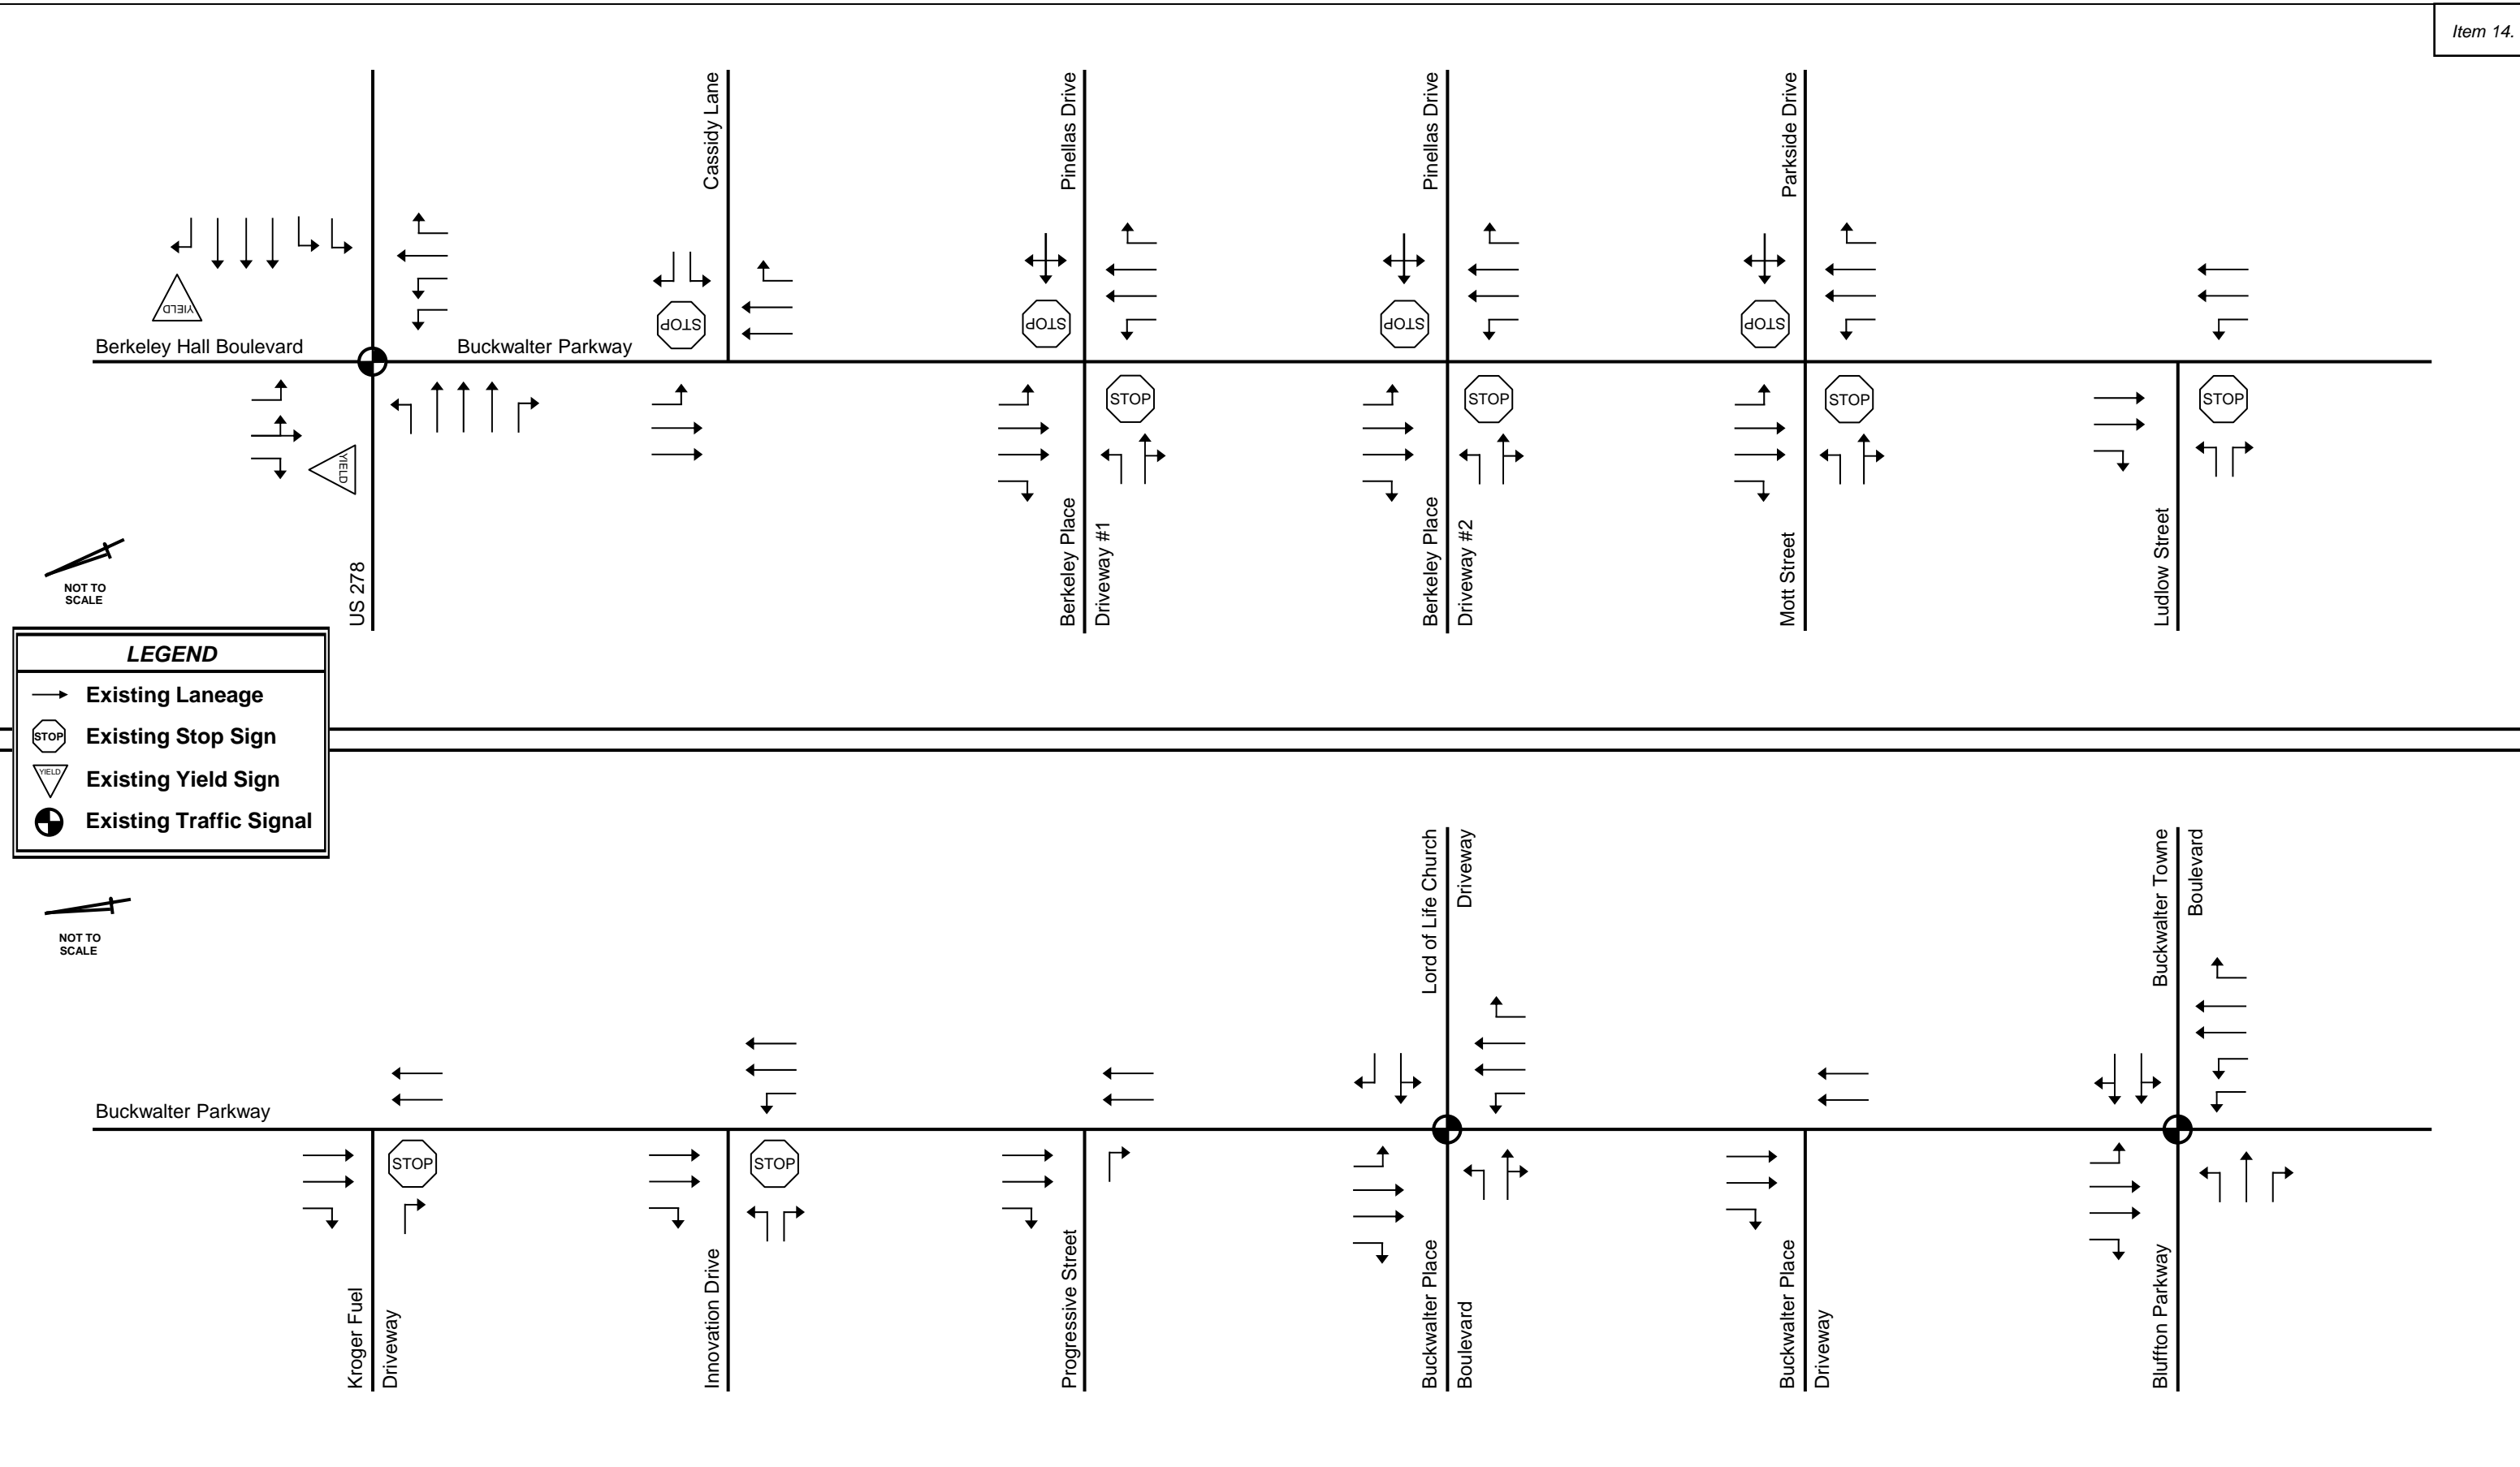 Item 14.
Cassidy Lane
Pinellas Drive
Pinellas Drive
Parkside Drive
YIELD
STOP
STOP
STOP
STOP
Berkeley Hall Boulevard
Buckwalter Parkway
STOP
STOP
STOP
STOP
YIELD
NOT TO
SCALE
US 278
Berkeley Place
Driveway #1
Berkeley Place
Driveway #2
Mott Street
Ludlow Street
LEGEND
Existing Laneage
STOP
Existing Stop Sign
YIELD
Existing Yield Sign
Existing Traffic Signal
NOT TO
SCALE
Lord of Life Church
Driveway
Buckwalter Towne
Boulevard
Buckwalter Parkway
STOP
STOP
Kroger Fuel
Driveway
Innovation Drive
Progressive Street
Buckwalter Place
Boulevard
Buckwalter Place
Driveway
Bluffton Parkway